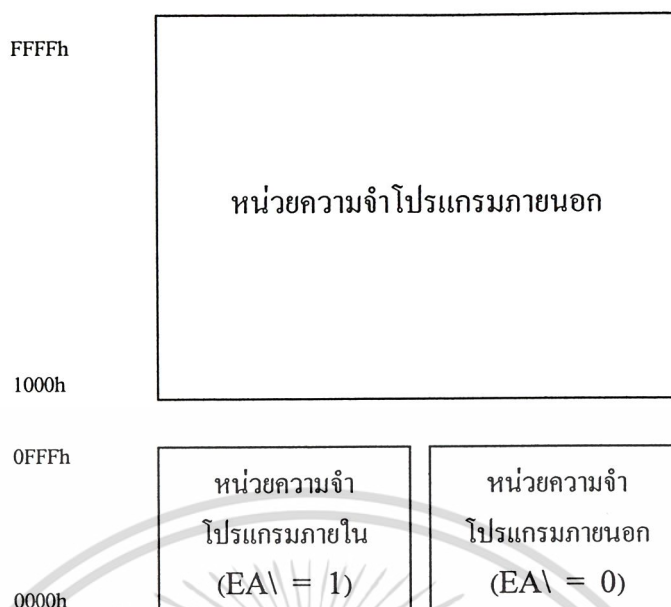 FFFFh
หน่วยความจำโปรแกรมภายนอก
1000h
0FFFh
หน่วยความจำ
โปรแกรมภายใน
(EA\ = 1)
หน่วยความจำ
โปรแกรมภายนอก
(EA\ = 0)
0000h